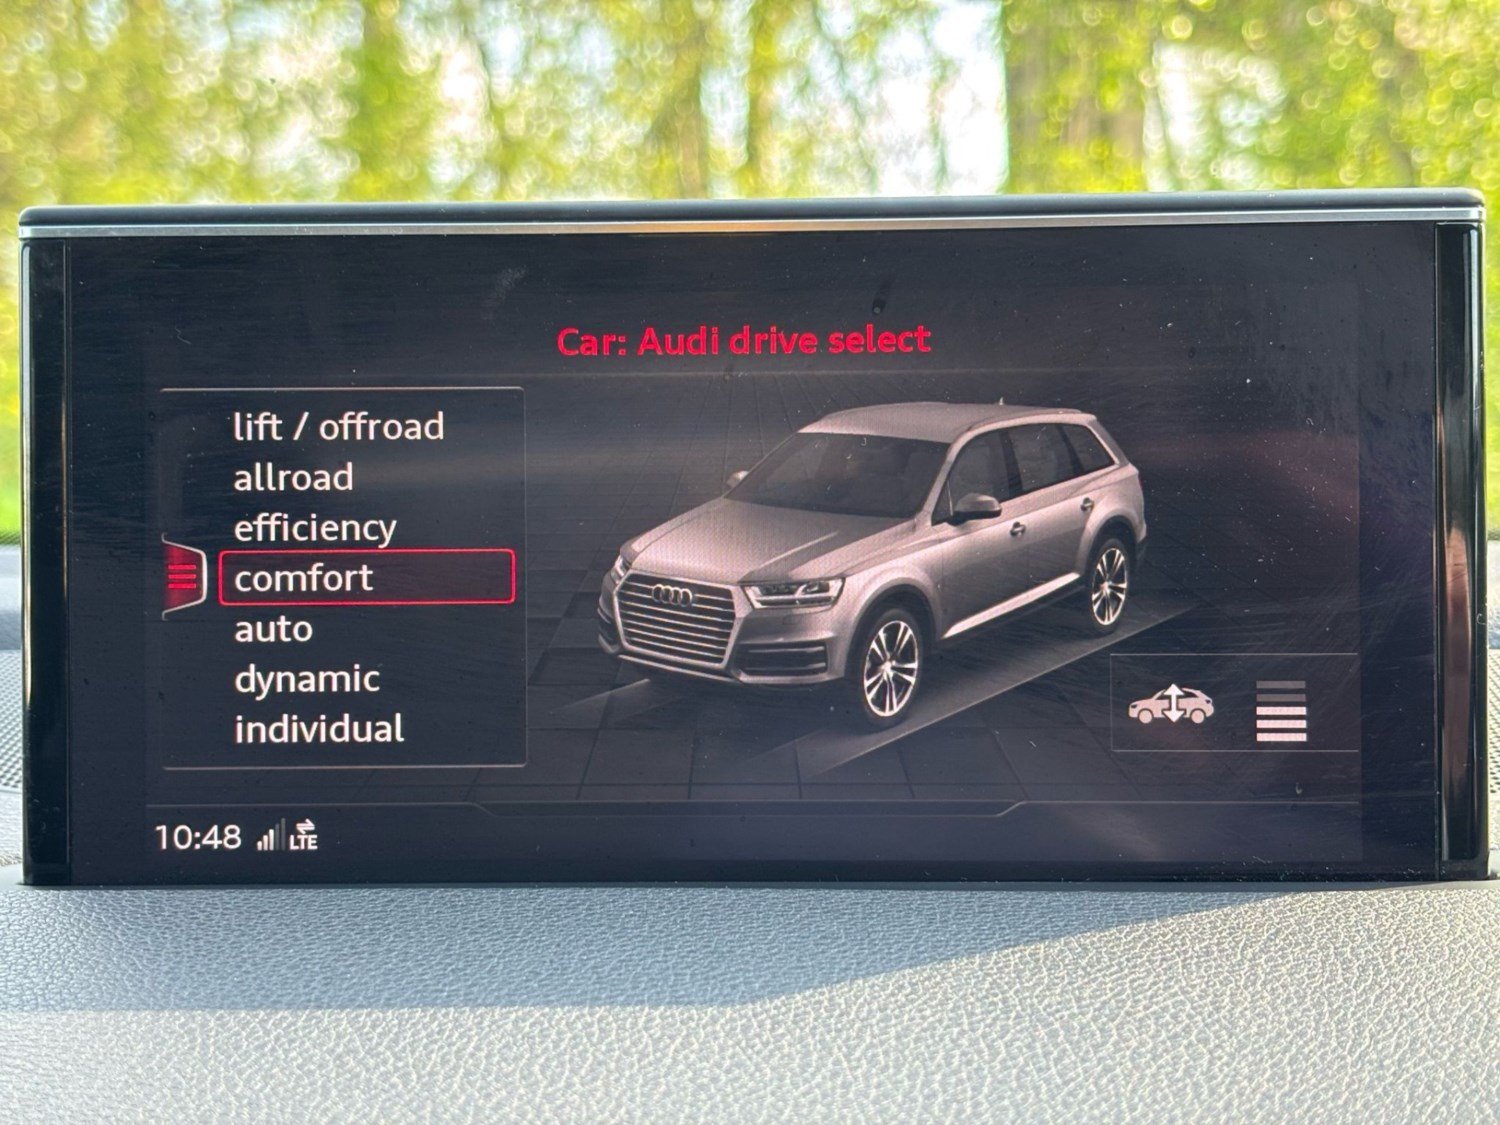 Car: Audi drive select
lift / offroad
allroad
efficiency
comfort
auto
dynamic
individual
10:48 LTE